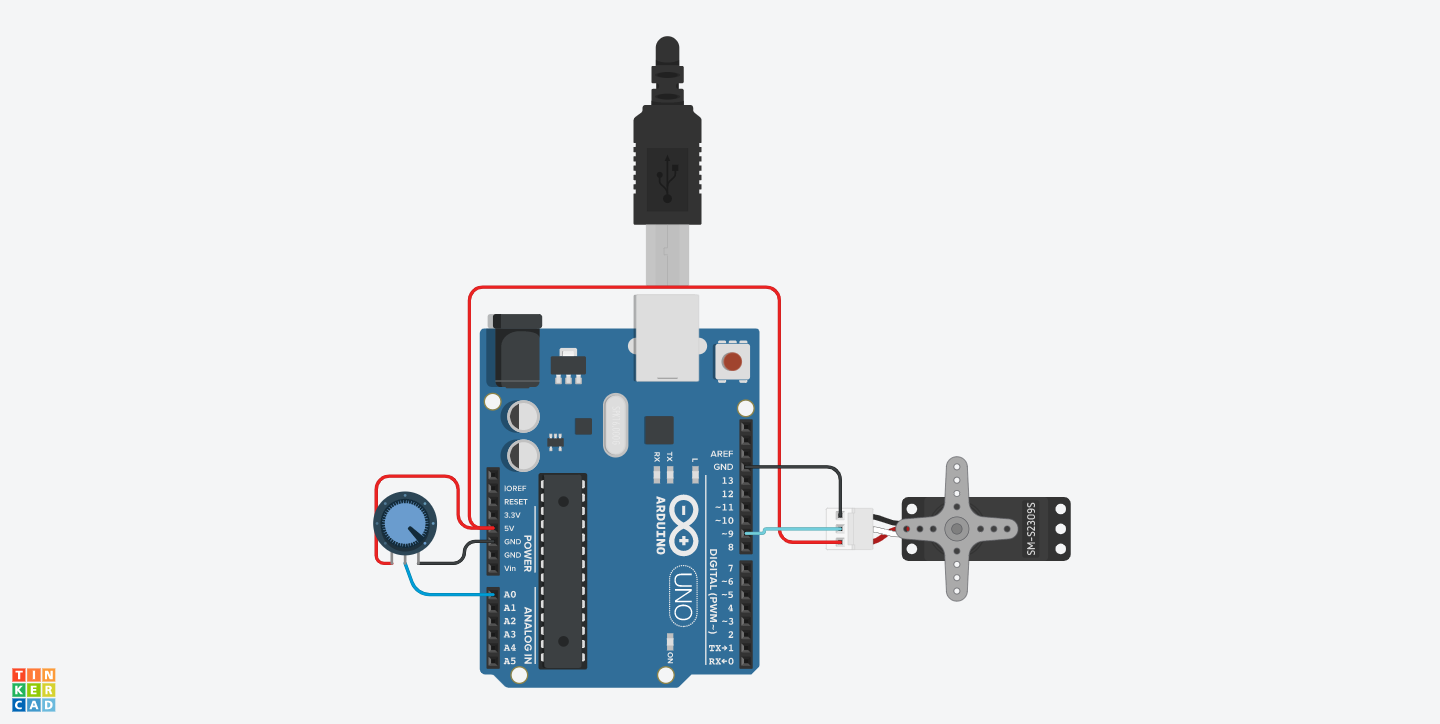 RX
TX
L
AREF
GND
13
12
~11
~10
~9
8
7
~6
~5
4
~3
2
TX→1
RX←0
DIGITAL (PWM~)
IOREF
RESET
3.3V
5V
GND
GND
Vin
POWER
A0
A1
A2
A3
A4
A5
ANALOG IN
ARDUINO
UNO
ON
SM-S2309S
TIN
KER
CAD